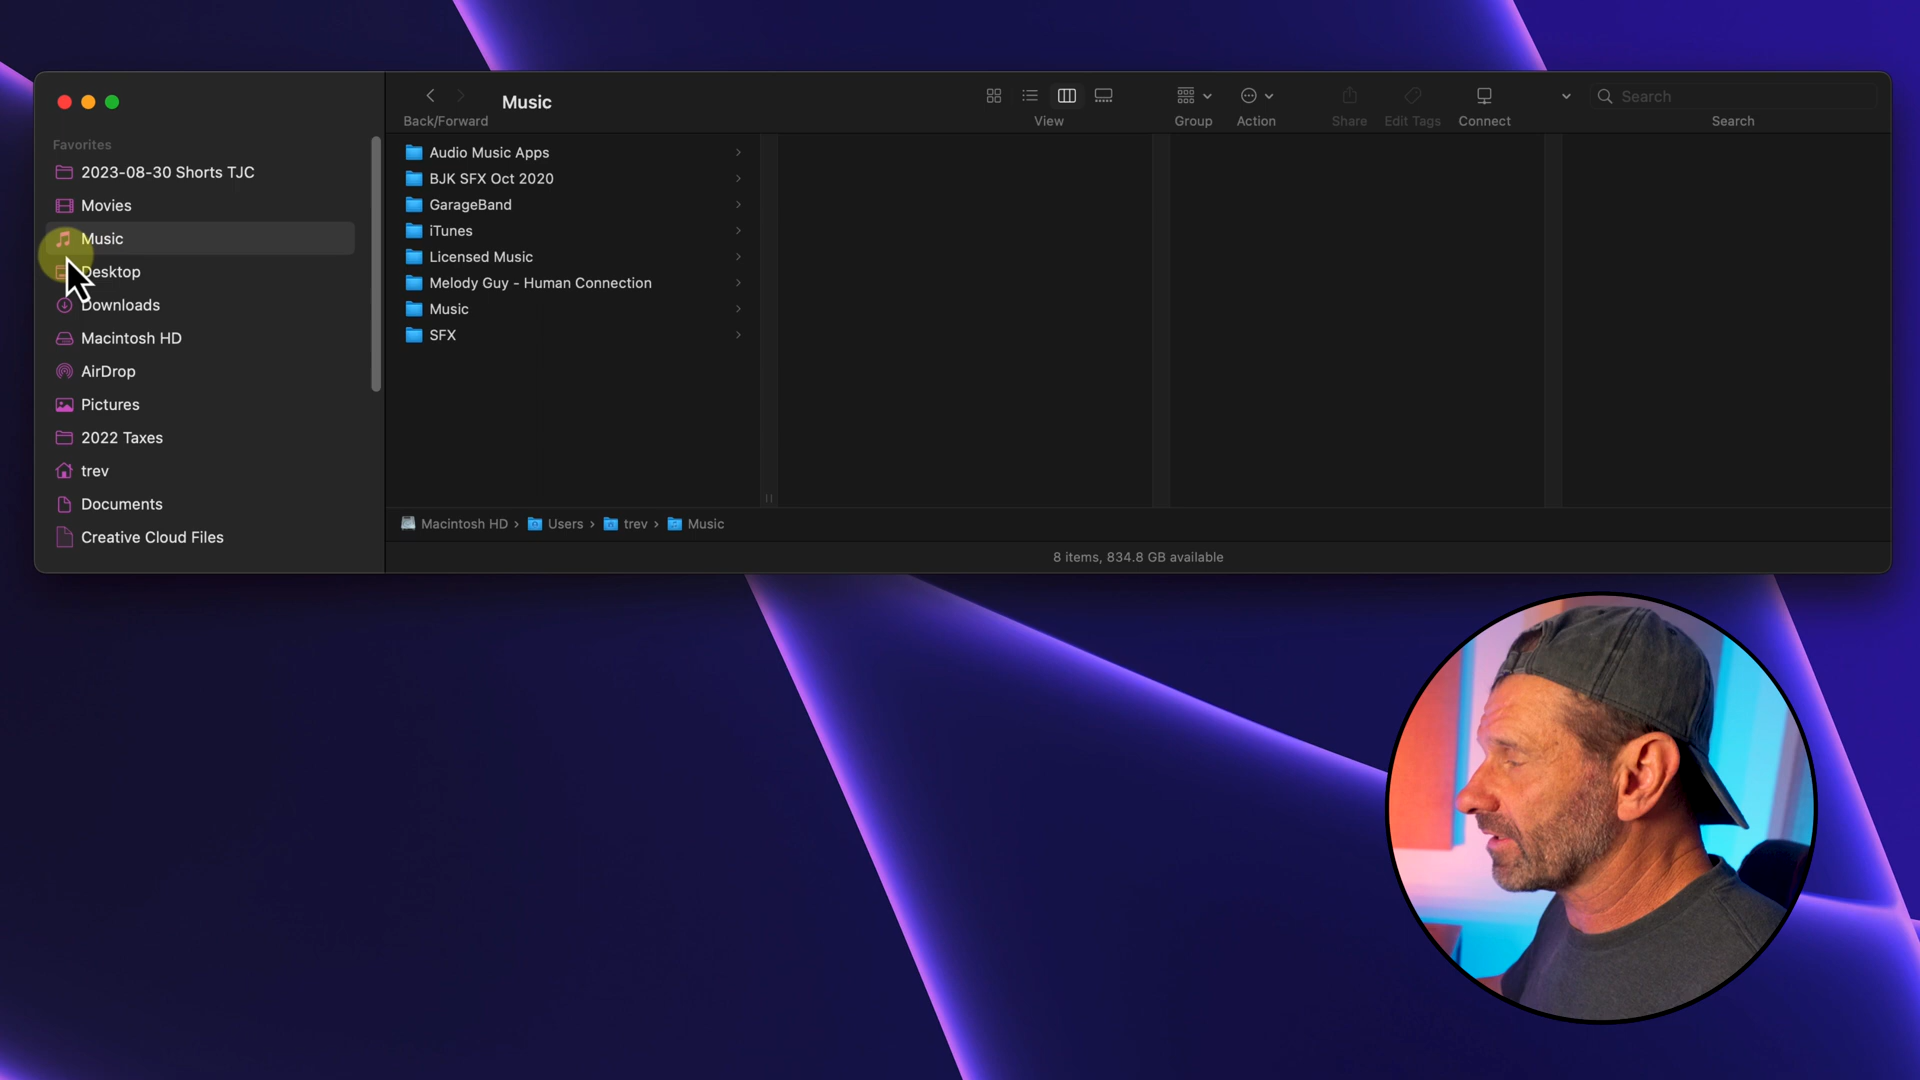 Favorites
2023-08-30 Shorts TJC
Movies
Music
Desktop
Downloads
Macintosh HD
AirDrop
Pictures
2022 Taxes
trev
Documents
Creative Cloud Files
Back/Forward
Music
View
Group
Action
Share
Edit Tags
Connect
Search
Search
Audio Music Apps
BJK SFX Oct 2020
GarageBand
iTunes
Licensed Music
Melody Guy - Human Connection
Music
SFX
Macintosh HD › Users › trev › Music
8 items, 834.8 GB available